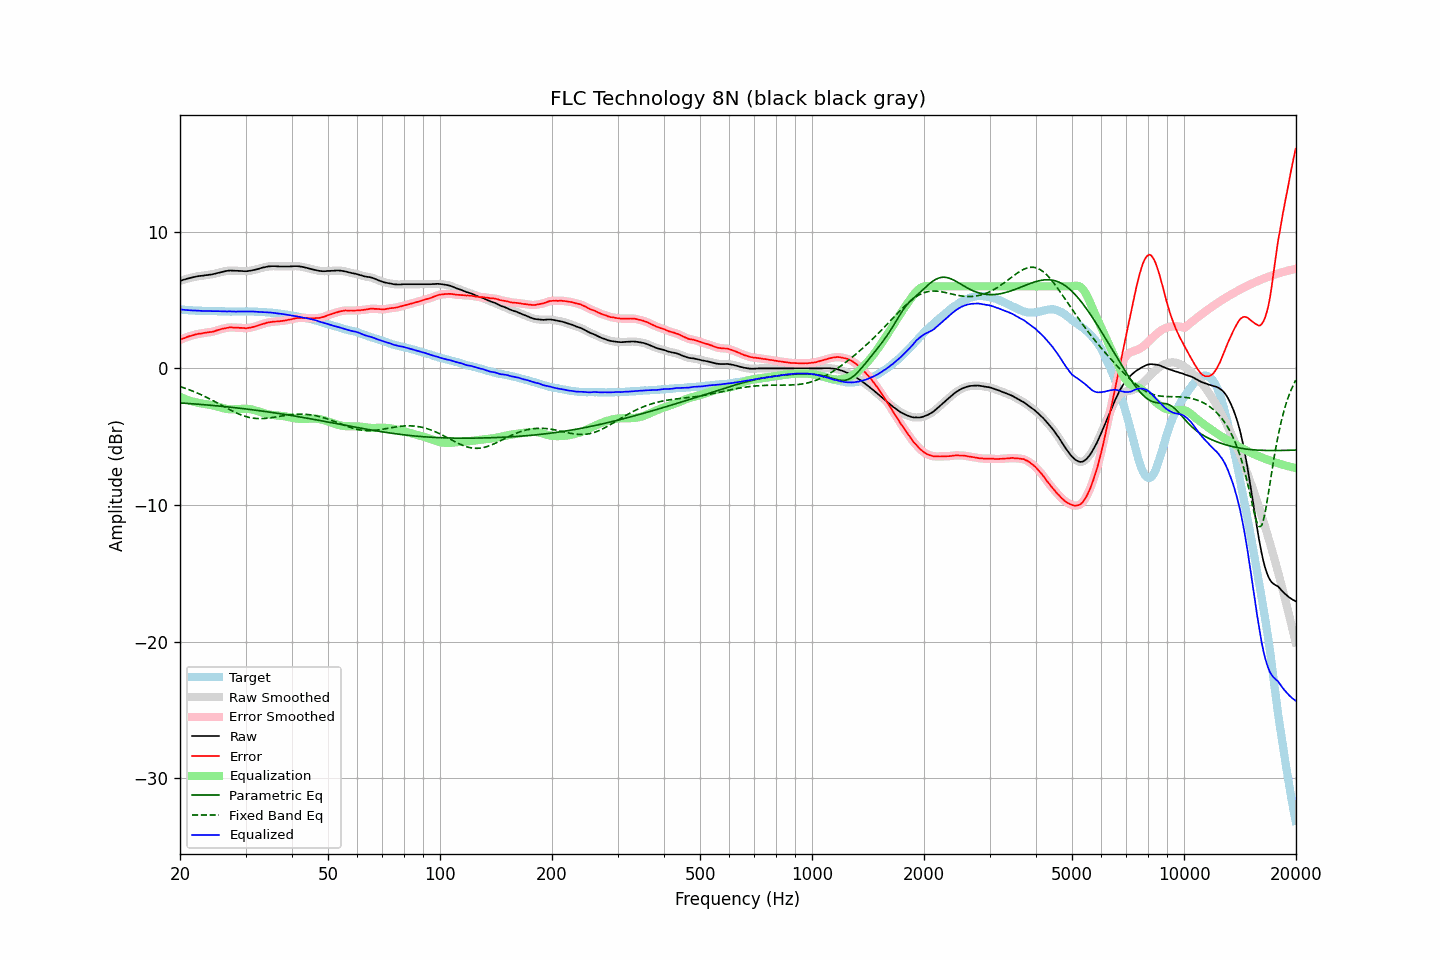 FLC Technology 8N (black black gray)
Amplitude (dBr)
10
0
−10
−20
−30
Target
Raw Smoothed
Error Smoothed
Raw
Error
Equalization
Parametric Eq
Fixed Band Eq
Equalized
20 50 100 200 500 1000 2000 5000 10000 20000
Frequency (Hz)